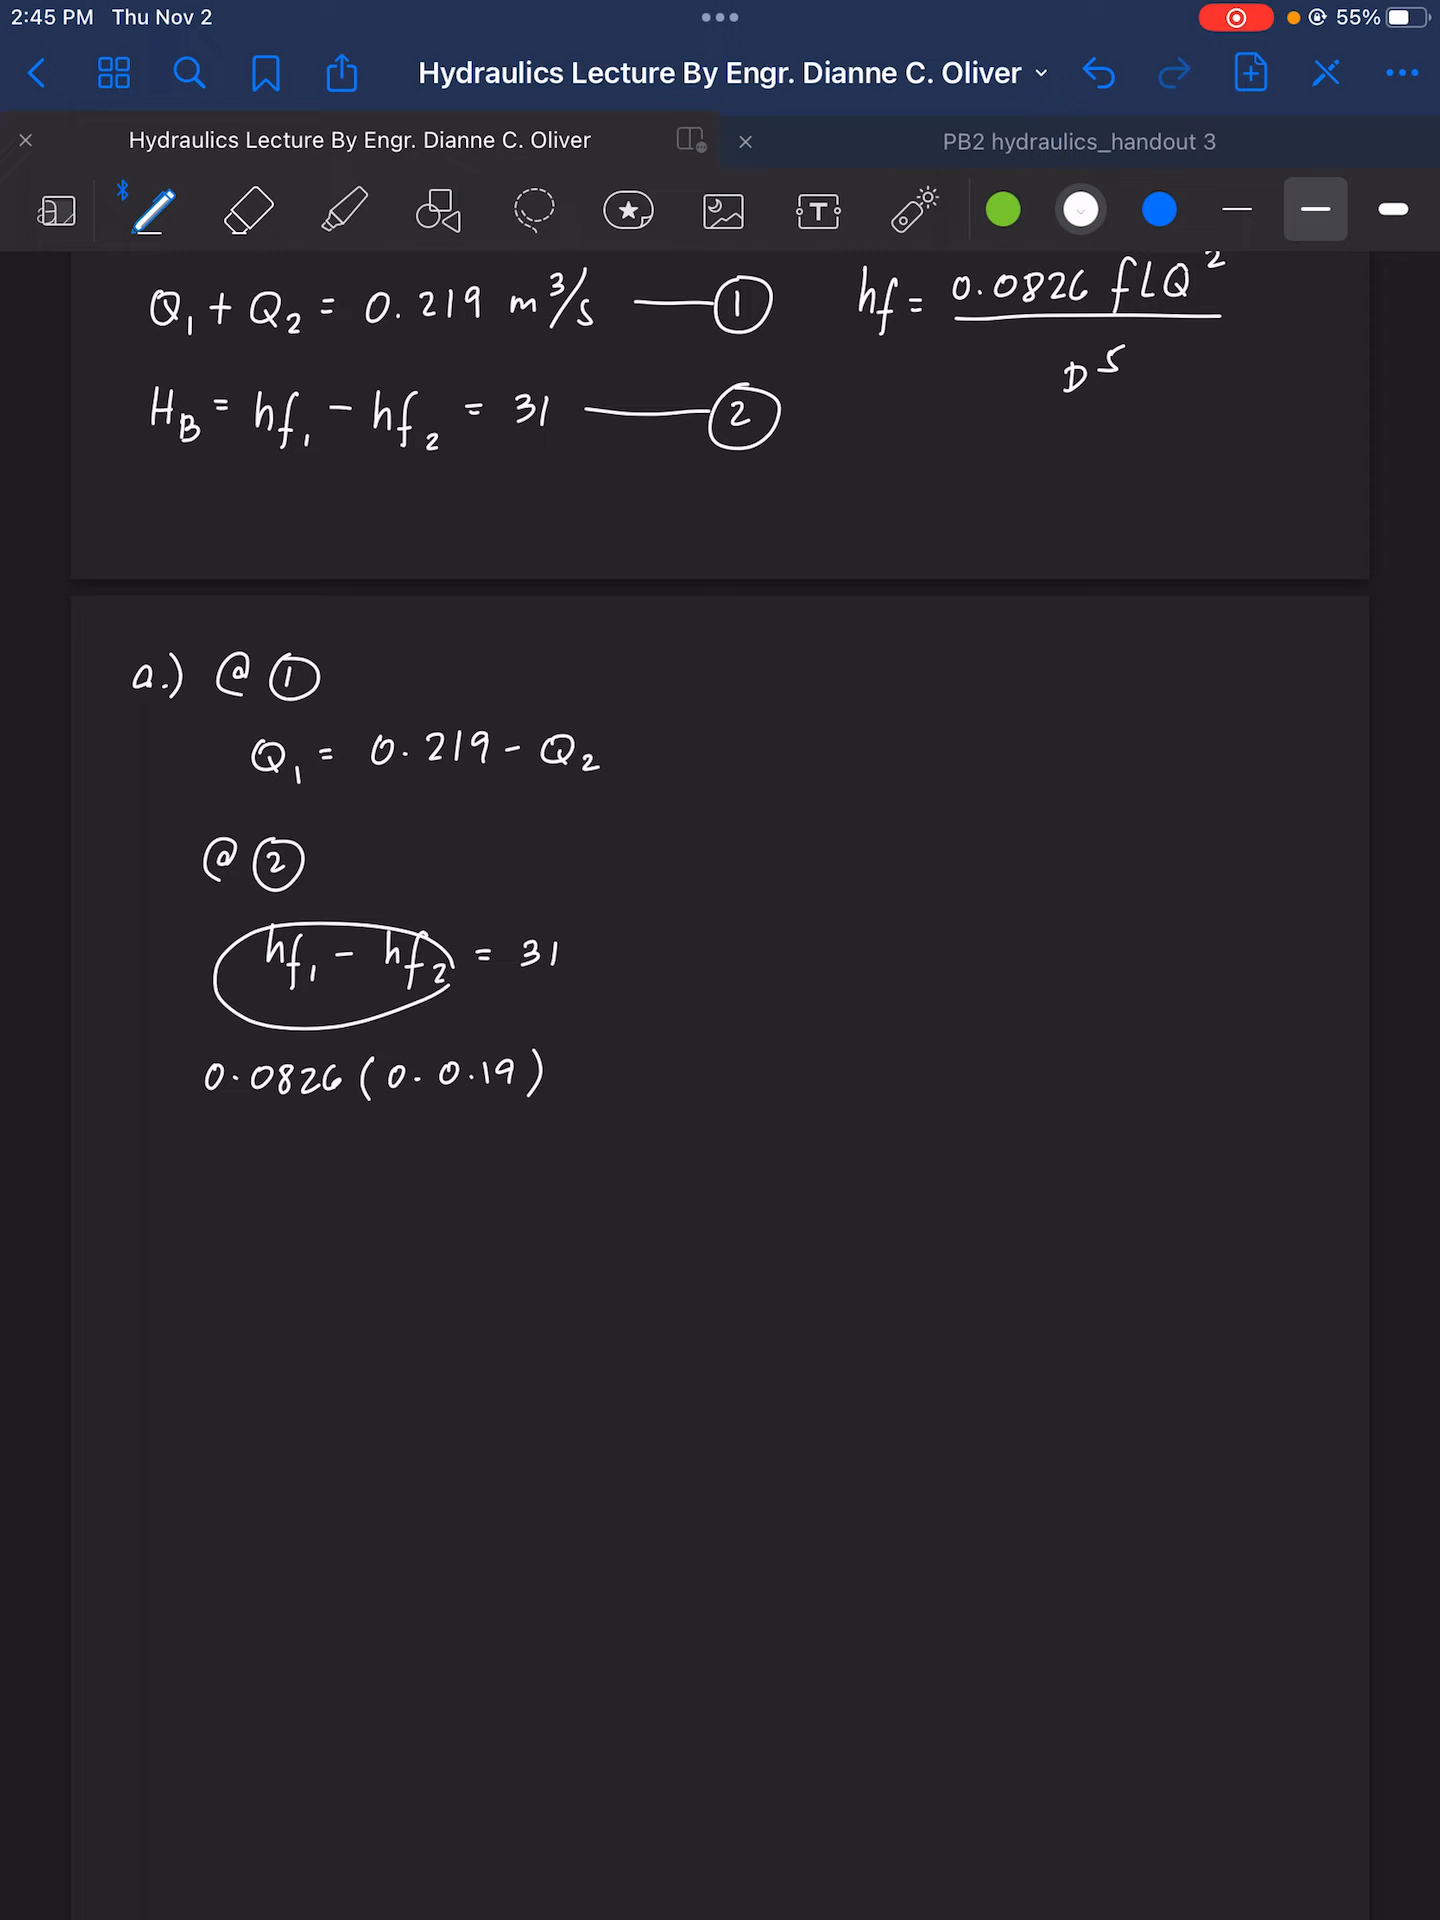 2:45 PM Thu Nov 2
55%
Hydraulics Lecture By Engr. Dianne C. Oliver
Hydraulics Lecture By Engr. Dianne C. Oliver
PB2 hydraulics_handout 3
Q₁ + Q₂ = 0.219 m³/s — ①
hf = 0.0826 fLQ² / D⁵
H_B = hf₁ - hf₂ = 31 — ②
a.) @ ①
Q₁ = 0.219 - Q₂
@ ②
hf₁ - hf₂ = 31
0.0826 (0.0.19)